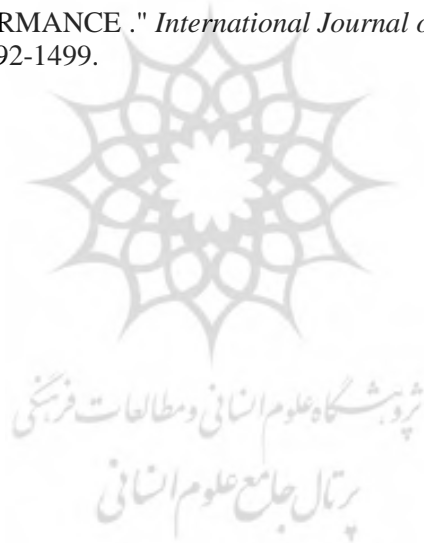 RMANCE ." International Journal o
92-1499.
پژوهشگاه علوم انسانی و مطالعات فرهنگی
پرتال جامع علوم انسانی